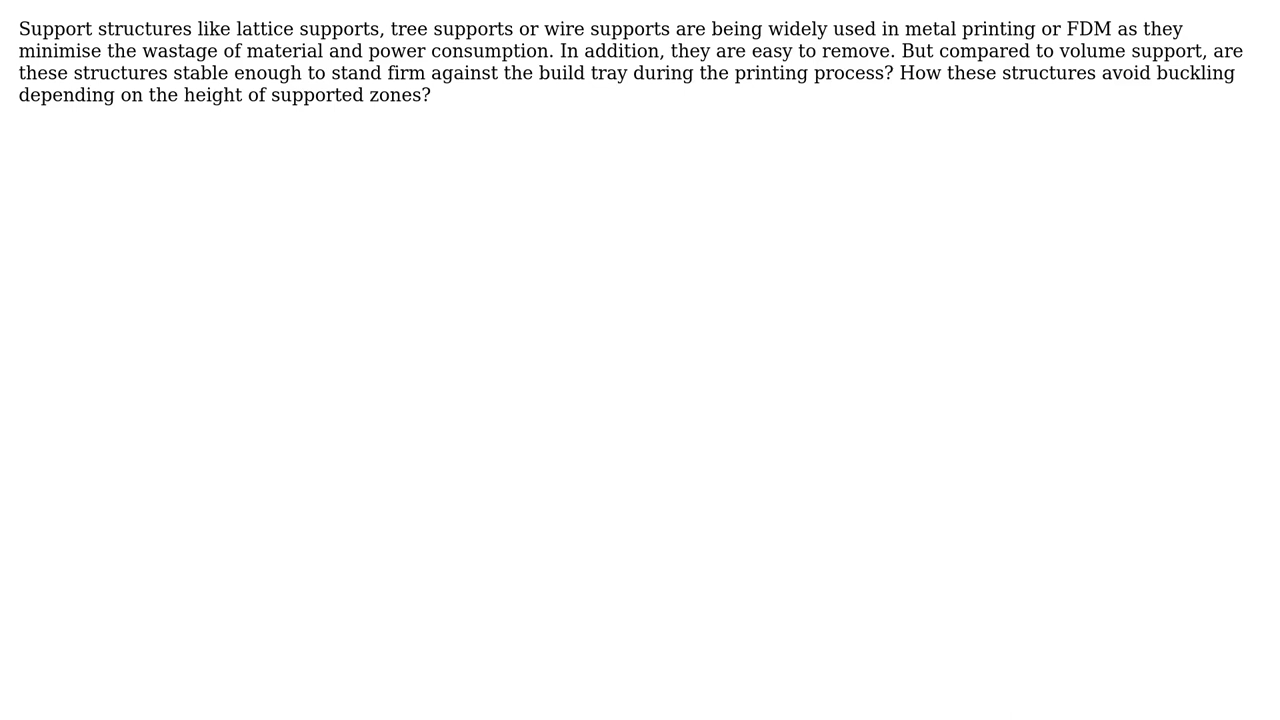 Support structures like lattice supports, tree supports or wire supports are being widely used in metal printing or FDM as they
minimise the wastage of material and power consumption. In addition, they are easy to remove. But compared to volume support, are
these structures stable enough to stand firm against the build tray during the printing process? How these structures avoid buckling
depending on the height of supported zones?